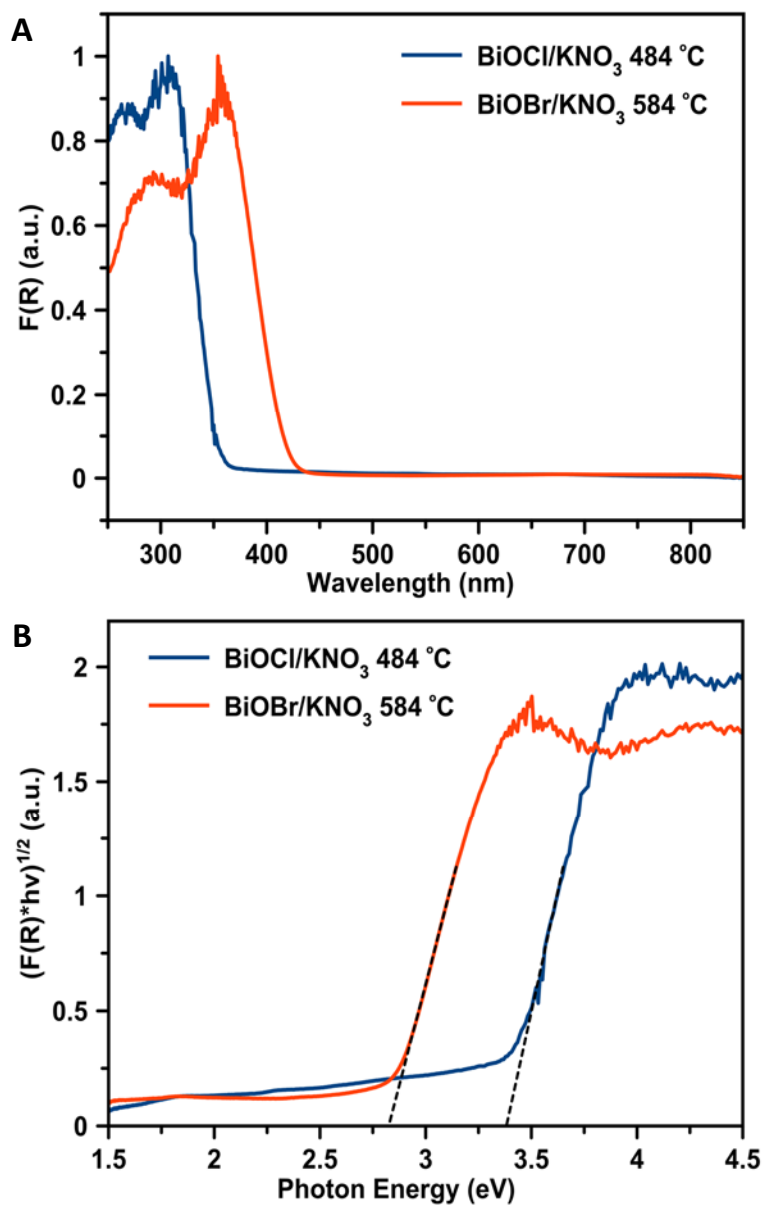 A
BiOCl/KNO₃ 484 °C
BiOBr/KNO₃ 584 °C
F(R) (a.u.)
1
0.8
0.6
0.4
0.2
0
300 400 500 600 700 800
Wavelength (nm)
B
BiOCl/KNO₃ 484 °C
BiOBr/KNO₃ 584 °C
(F(R)*hv)^1/2 (a.u.)
2
1.5
1
0.5
0
1.5 2 2.5 3 3.5 4 4.5
Photon Energy (eV)